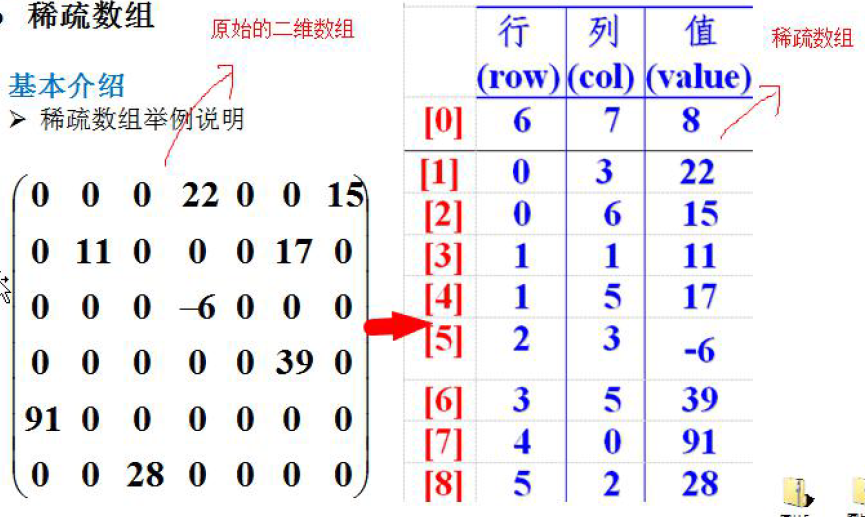 稀疏数组
原始的二维数组
基本介绍
➢ 稀疏数组举例说明
0 0 0 22 0 0 15
0 11 0 0 0 17 0
0 0 0 –6 0 0 0
0 0 0 0 0 39 0
91 0 0 0 0 0 0
0 0 28 0 0 0 0
稀疏数组
行 列 值
(row) (col) (value)
[0] 6 7 8
[1] 0 3 22
[2] 0 6 15
[3] 1 1 11
[4] 1 5 17
[5] 2 3 -6
[6] 3 5 39
[7] 4 0 91
[8] 5 2 28